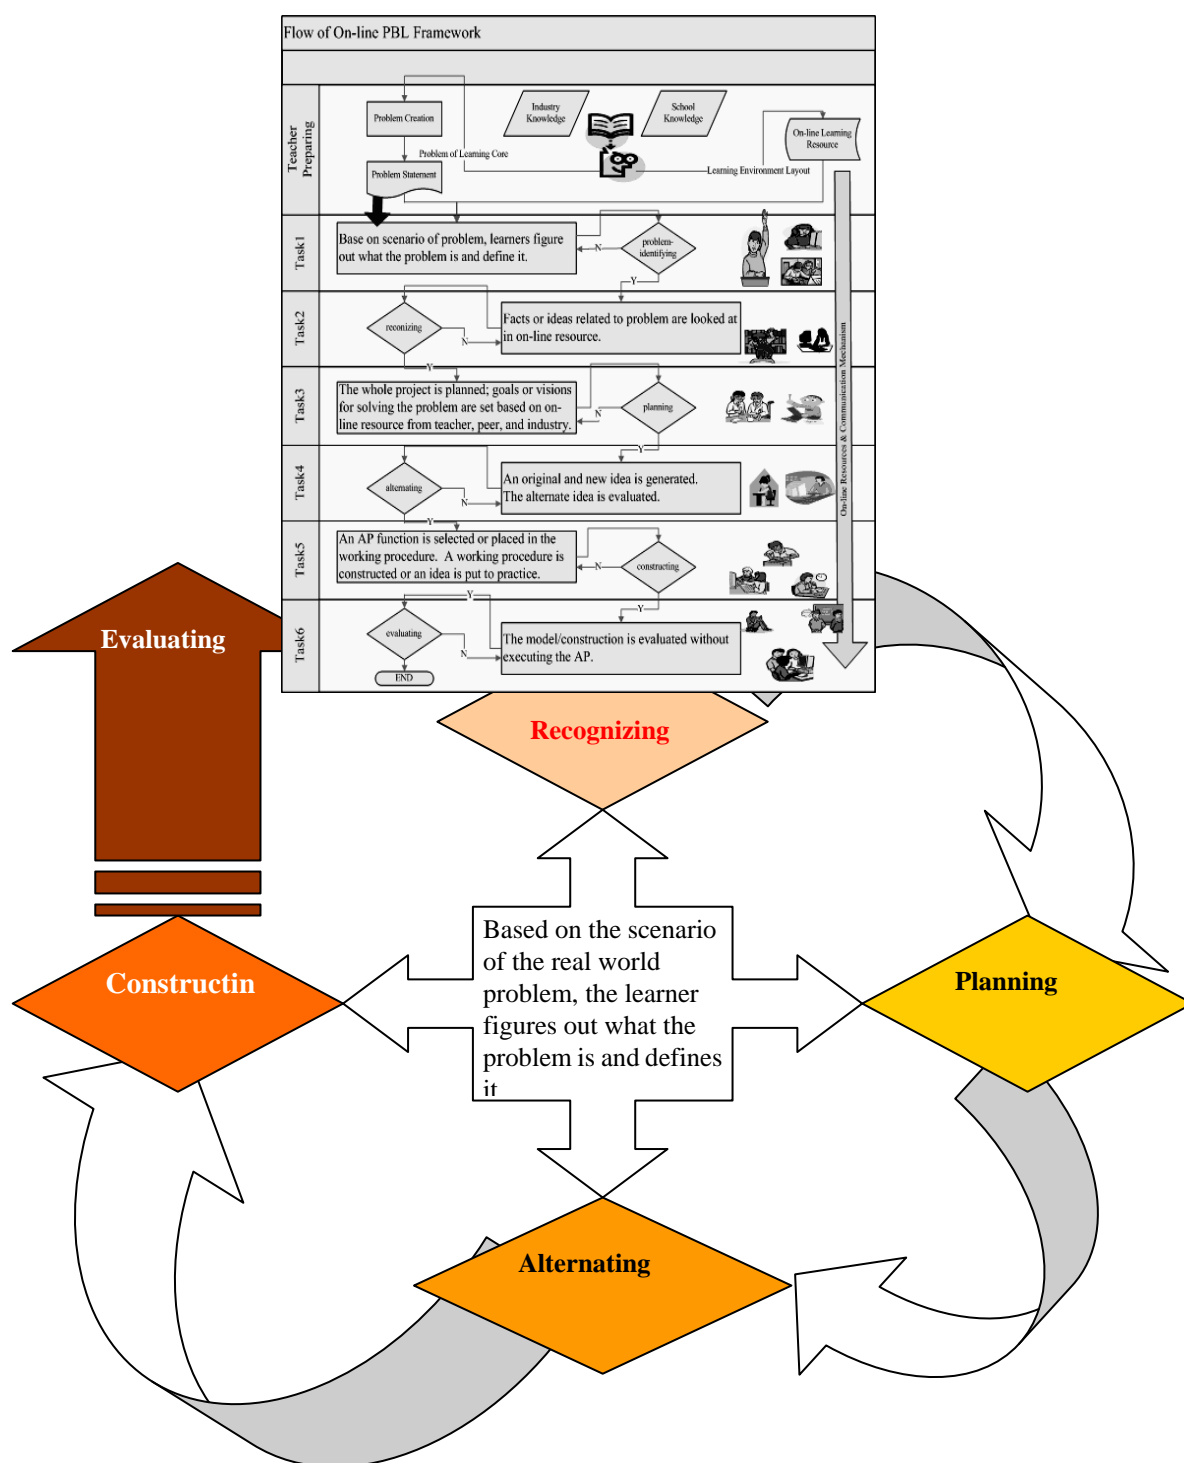 Flow of On-line PBL Framework
Teacher
Preparing
Problem Creation
Industry
Knowledge
School
Knowledge
On-line Learning
Resource
Problem of Learning Core
Learning Environment Layout
Problem Statement
Task1
Base on scenario of problem, learners figure
out what the problem is and define it.
N
problem-
identifying
Y
Task2
reconizing
N
Facts or ideas related to problem are looked at
in on-line resource.
Y
Task3
The whole project is planned; goals or visions
for solving the problem are set based on on-
line resource from teacher, peer, and industry.
N
planning
Y
Task4
alternating
N
An original and new idea is generated.
The alternate idea is evaluated.
Y
Task5
An AP function is selected or placed in the
working procedure. A working procedure is
constructed or an idea is put to practice.
N
constructing
Y
Y
Task6
evaluating
N
The model/construction is evaluated without
executing the AP.
END
On-line Resources & Communication Mechanism
Evaluating
Recognizing
Based on the scenario
of the real world
problem, the learner
figures out what the
problem is and defines
it
Constructin
Planning
Alternating